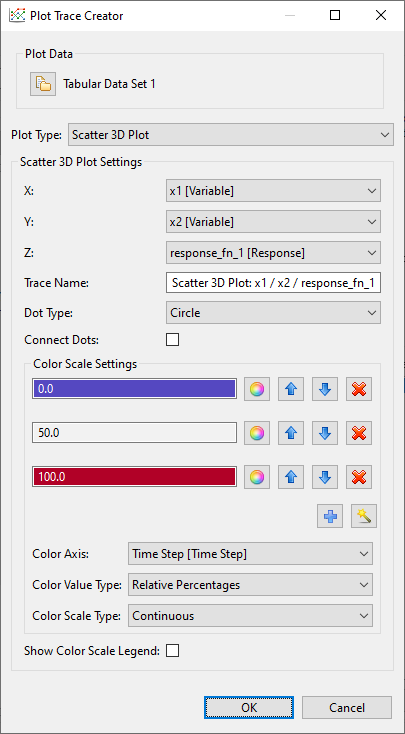 Plot Trace Creator
Plot Data
Tabular Data Set 1
Plot Type: Scatter 3D Plot
Scatter 3D Plot Settings
X: x1 [Variable]
Y: x2 [Variable]
Z: response_fn_1 [Response]
Trace Name: Scatter 3D Plot: x1 / x2 / response_fn_1
Dot Type: Circle
Connect Dots:
Color Scale Settings
0.0
50.0
100.0
Color Axis: Time Step [Time Step]
Color Value Type: Relative Percentages
Color Scale Type: Continuous
Show Color Scale Legend:
OK Cancel